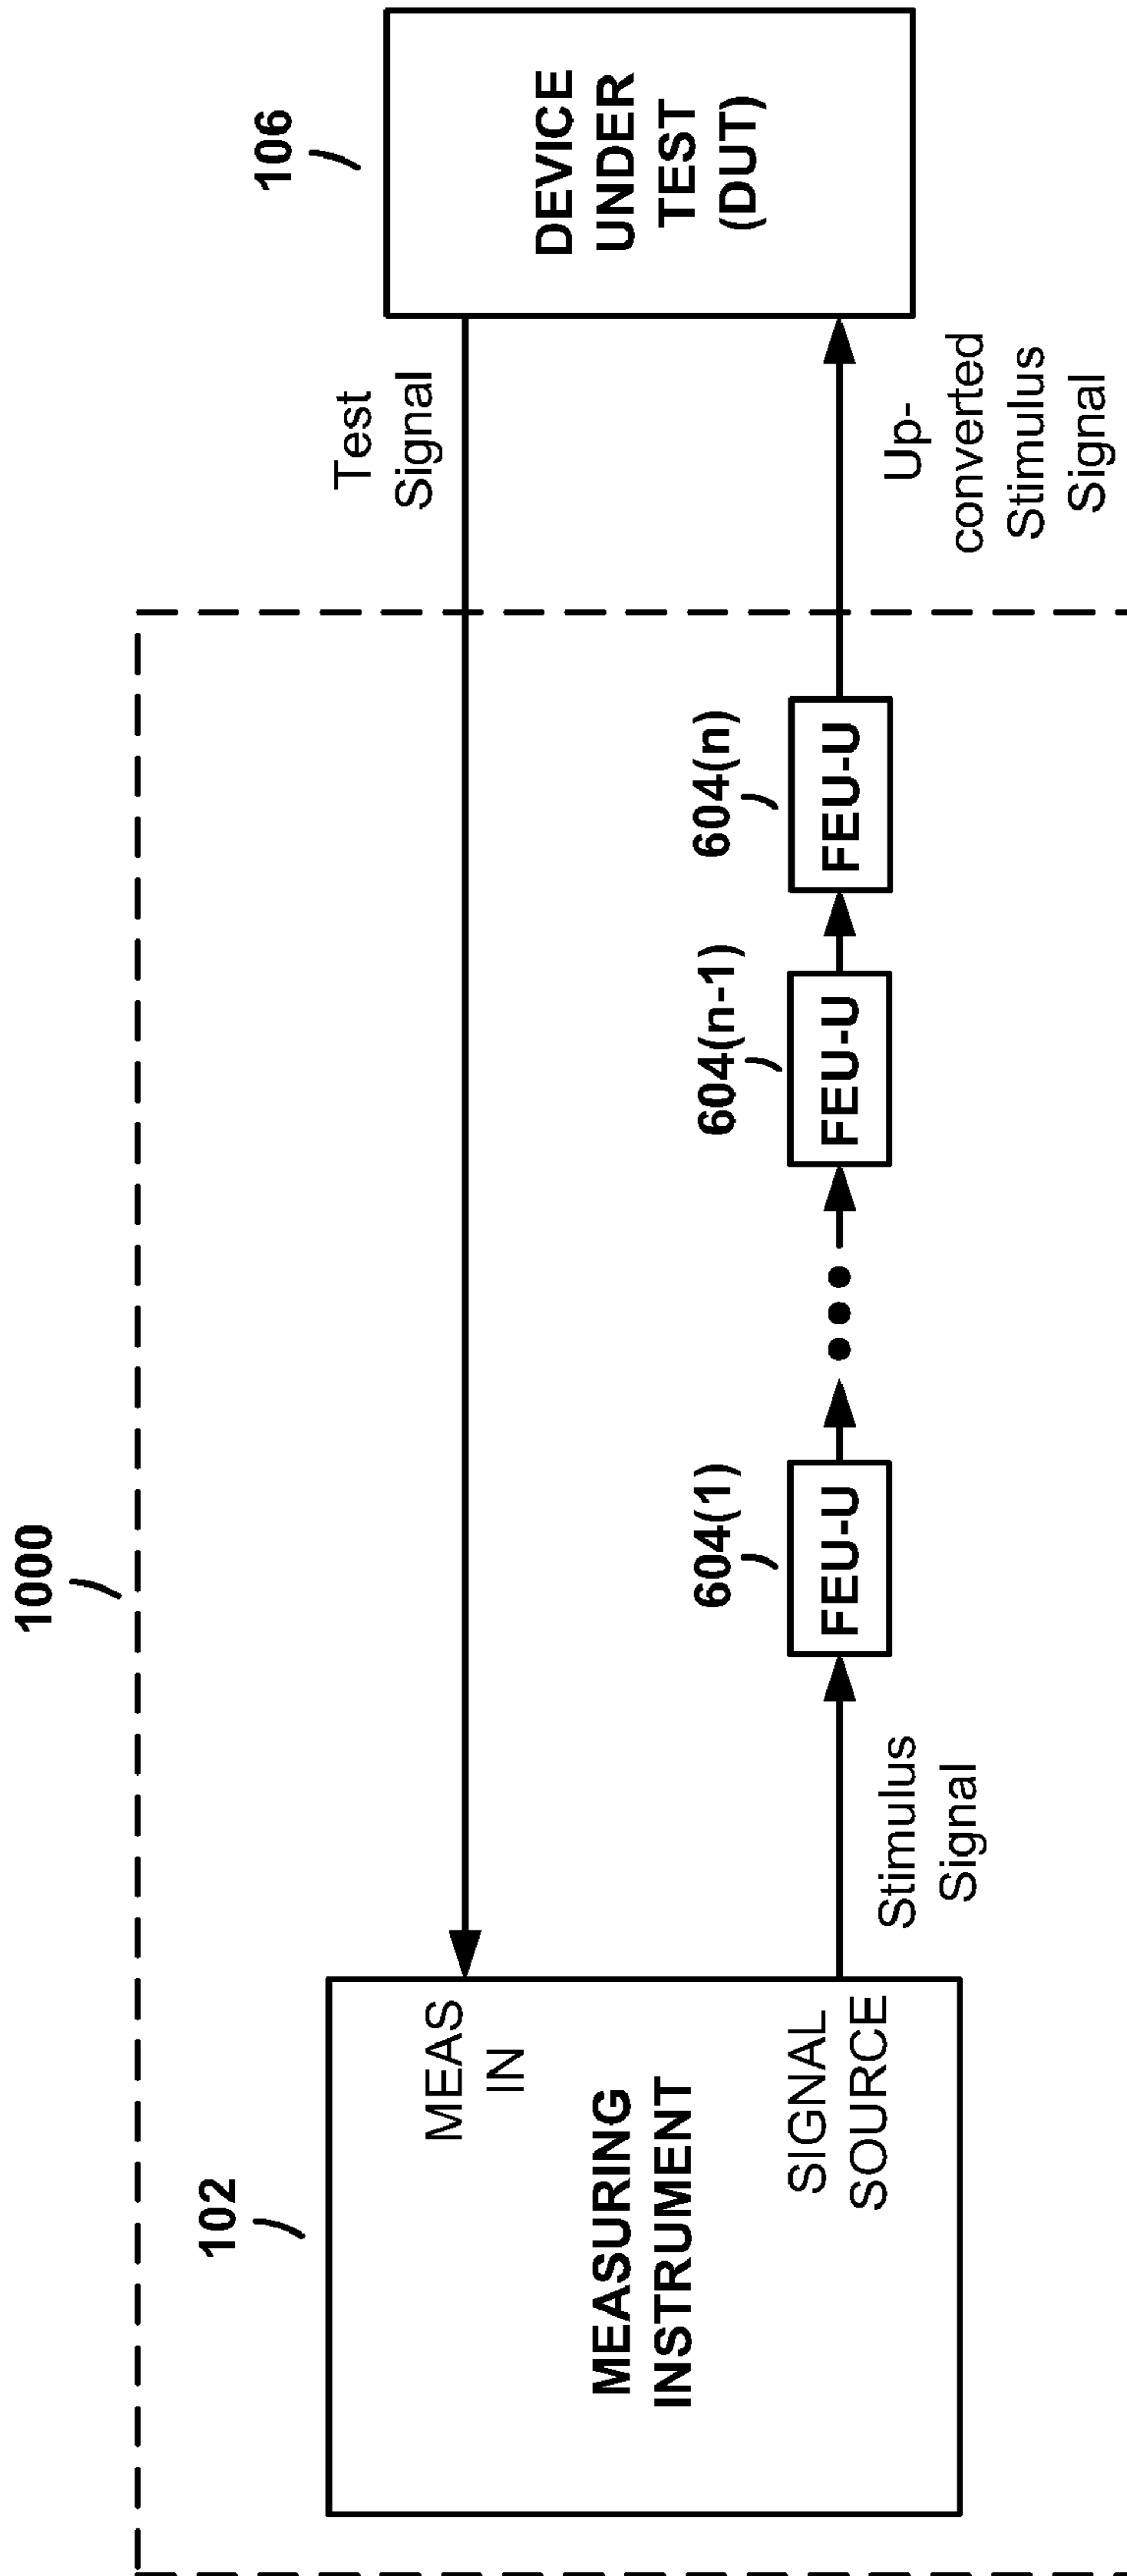 1000
102
MEASURING
INSTRUMENT
MEAS
IN
SIGNAL
SOURCE
Stimulus
Signal
604(1)
FEU-U
604(n-1)
FEU-U
604(n)
FEU-U
Test
Signal
Up-
converted
Stimulus
Signal
106
DEVICE
UNDER
TEST
(DUT)